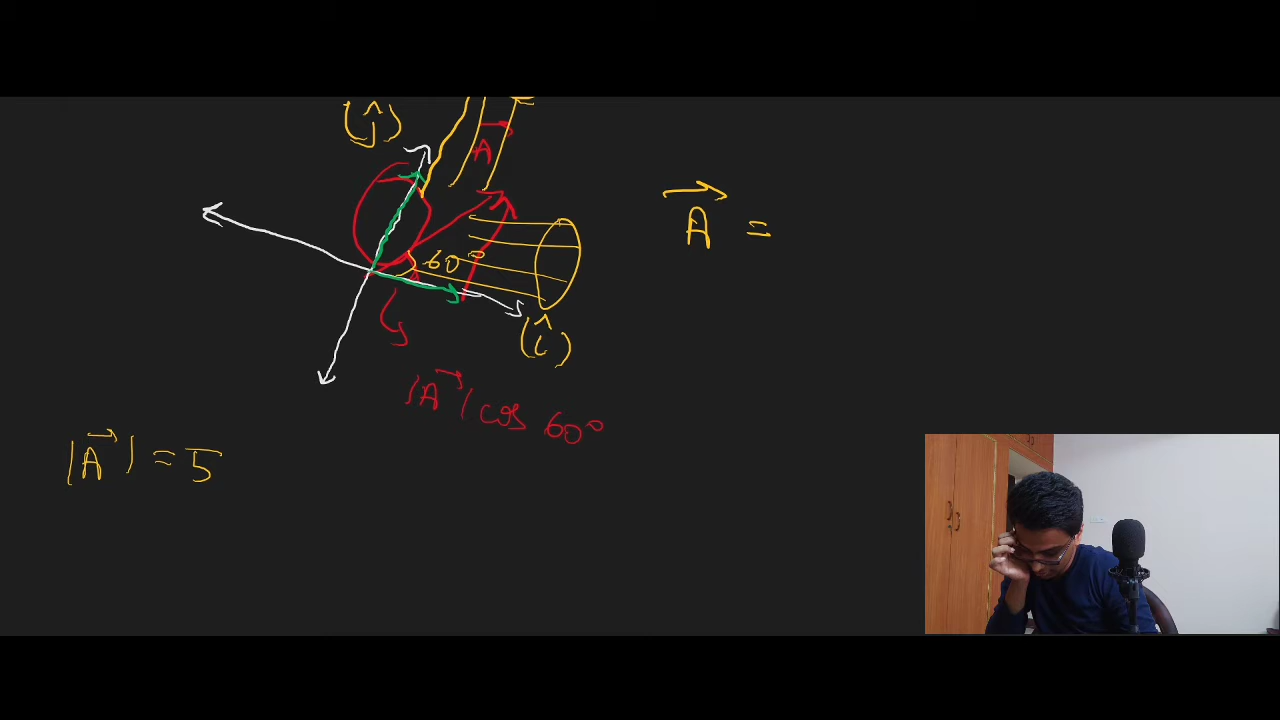 (ĵ)
A⃗
A⃗ =
60°
(î)
|A⃗| cos 60°
|A⃗| = 5